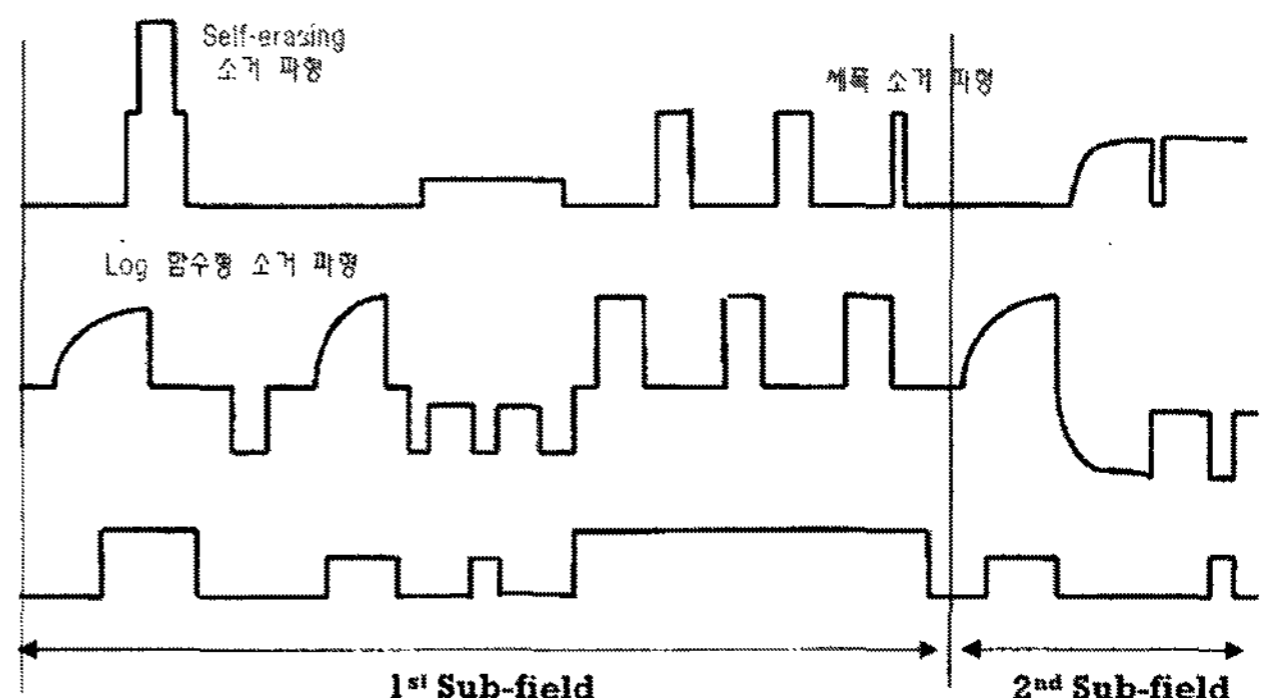 Self-erasing
소거 파형
세폭 소거 파형
Log 함수형 소거 파형
1st Sub-field
2nd Sub-field